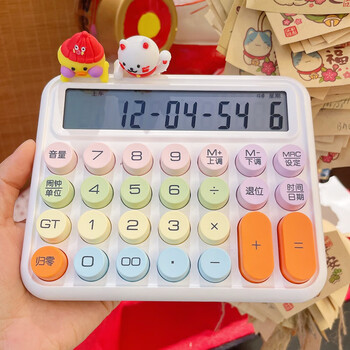 12-04-54 6
音量 7 8 9 M+ 上调 M- 下调 MRC 设定
闹钟 单位 4 5 6 ÷ 退位 时间 日期
GT 1 2 3 × + =
归零 0 00 · −
福